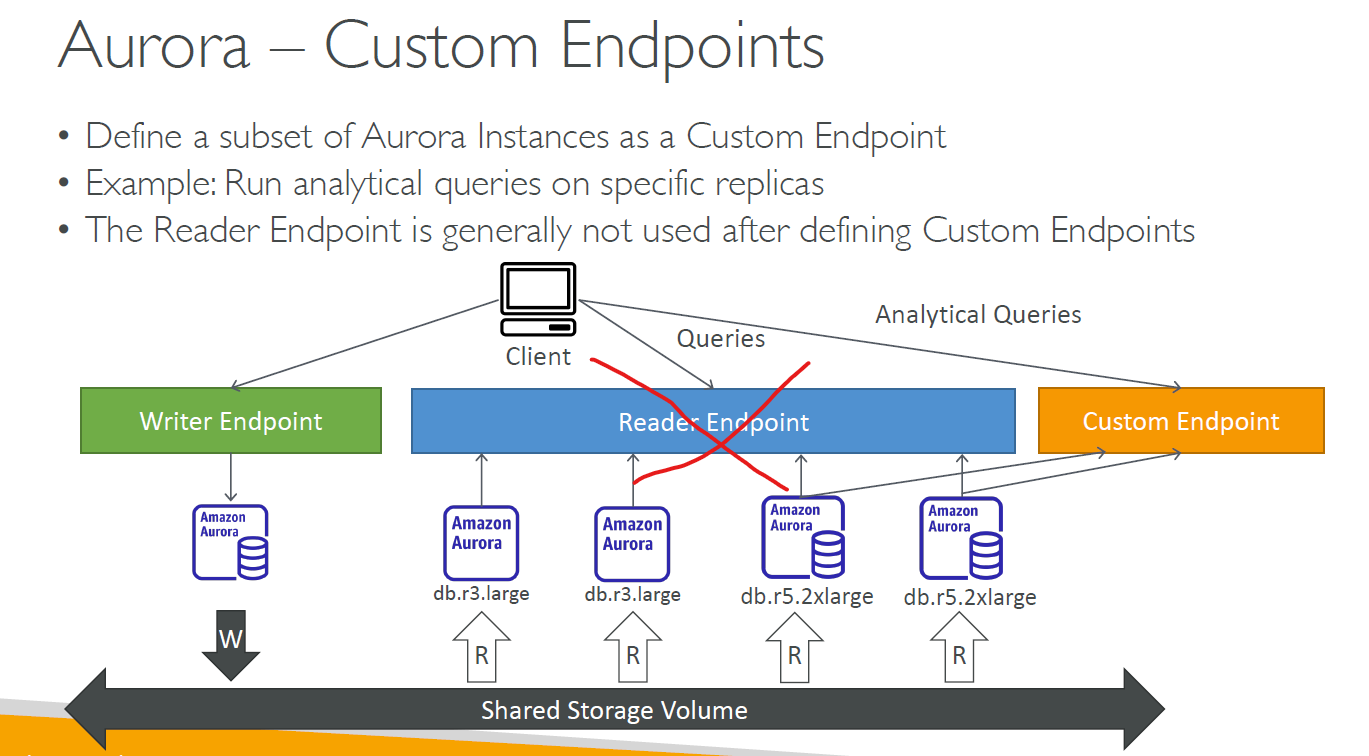 Aurora – Custom Endpoints
• Define a subset of Aurora Instances as a Custom Endpoint
• Example: Run analytical queries on specific replicas
• The Reader Endpoint is generally not used after defining Custom Endpoints
Analytical Queries
Queries
Client
Writer Endpoint
Reader Endpoint
Custom Endpoint
Amazon
Aurora
Amazon
Aurora
Amazon
Aurora
Amazon
Aurora
Amazon
Aurora
db.r3.large
db.r3.large
db.r5.2xlarge
db.r5.2xlarge
W
R
R
R
R
Shared Storage Volume